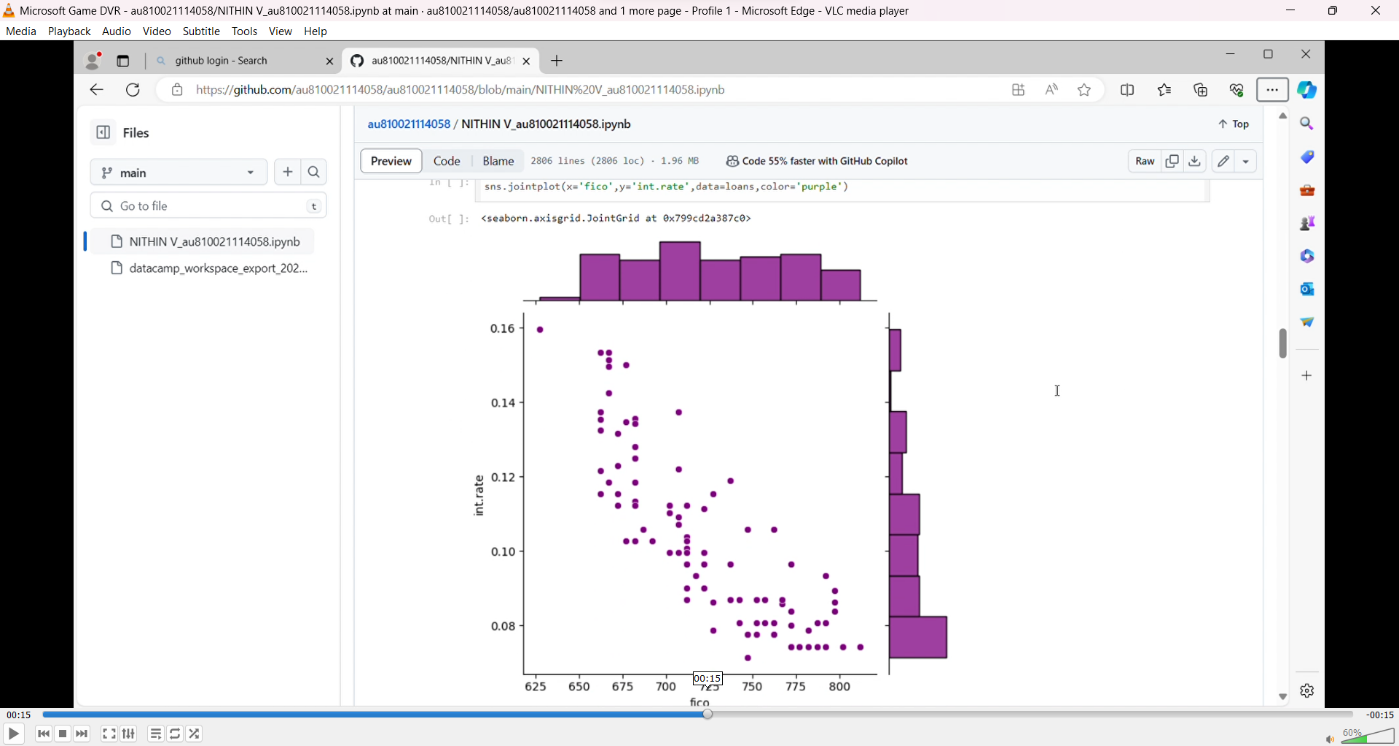 Microsoft Game DVR - au810021114058/NITHIN V_au810021114058.ipynb at main · au810021114058/au810021114058 and 1 more page - Profile 1 - Microsoft Edge - VLC media player
Media Playback Audio Video Subtitle Tools View Help
github login - Search
au810021114058/NITHIN V_au8
https://github.com/au810021114058/au810021114058/blob/main/NITHIN%20V_au810021114058.ipynb
Files
au810021114058 / NITHIN V_au810021114058.ipynb
Top
main
Preview Code Blame 2806 lines (2806 loc) · 1.96 MB Code 55% faster with GitHub Copilot Raw
Go to file t
In [ ]: sns.jointplot(x='fico',y='int.rate',data=loans,color='purple')
Out[ ]: <seaborn.axisgrid.JointGrid at 0x799cd2a387c0>
NITHIN V_au810021114058.ipynb
datacamp_workspace_export_202...
0.16
0.14
0.12
0.10
0.08
int.rate
625 650 675 700 725 750 775 800
00:15
fico
00:15 -00:15
60%